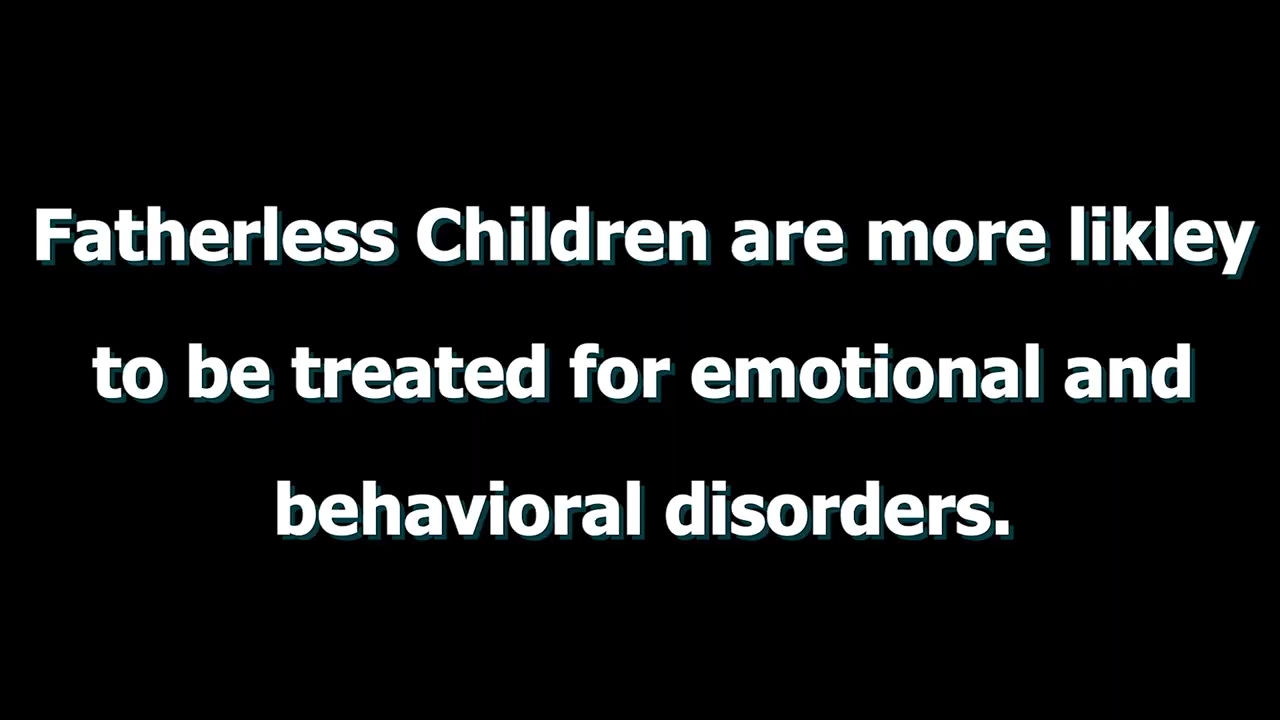 Fatherless Children are more likley
to be treated for emotional and
behavioral disorders.